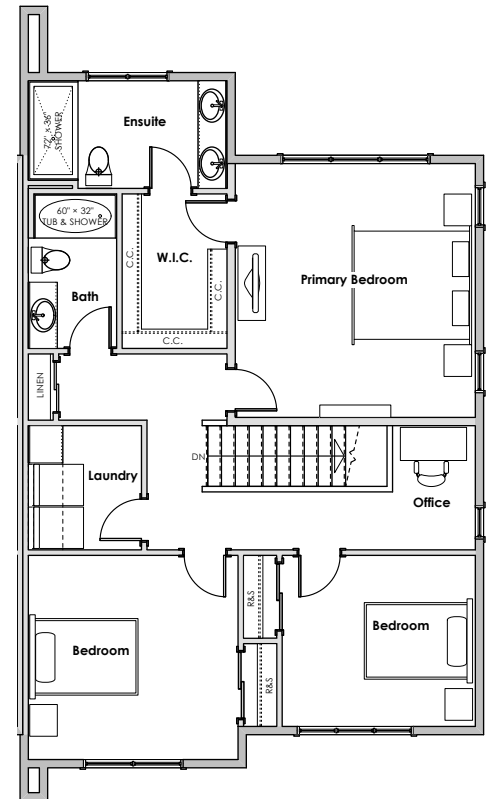 Ensuite
72" × 36"
SHOWER
60" × 32"
TUB & SHOWER
C.C.
W.I.C.
C.C.
C.C.
Primary Bedroom
Bath
LINEN
DN
Laundry
Office
R&S
Bedroom
Bedroom
R&S